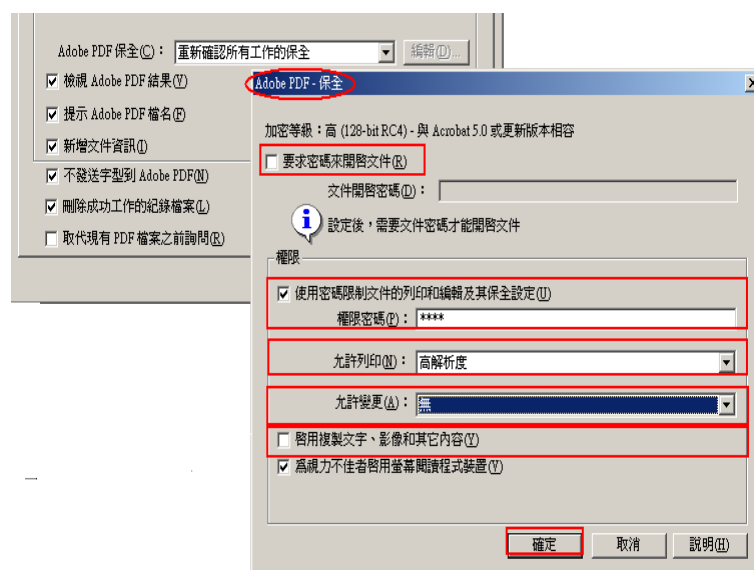 Adobe PDF 保全(C)： 重新確認所有工作的保全 編輯(D)...
檢視 Adobe PDF 結果(Y)
提示 Adobe PDF 檔名(F)
新增文件資訊(I)
不發送字型到 Adobe PDF(N)
刪除成功工作的紀錄檔案(L)
取代現有 PDF 檔案之前詢問(R)
Adobe PDF - 保全
加密等級：高 (128-bit RC4) - 與 Acrobat 5.0 或更新版本相容
要求密碼來開啓文件(R)
文件開啓密碼(D)：
設定後，需要文件密碼才能開啓文件
權限
使用密碼限制文件的列印和編輯及其保全設定(U)
權限密碼(P)： ****
允許列印(N)： 高解析度
允許變更(A)： 無
啓用複製文字、影像和其它內容(Y)
爲視力不佳者啓用螢幕閱讀程式裝置(V)
確定 取消 説明(H)